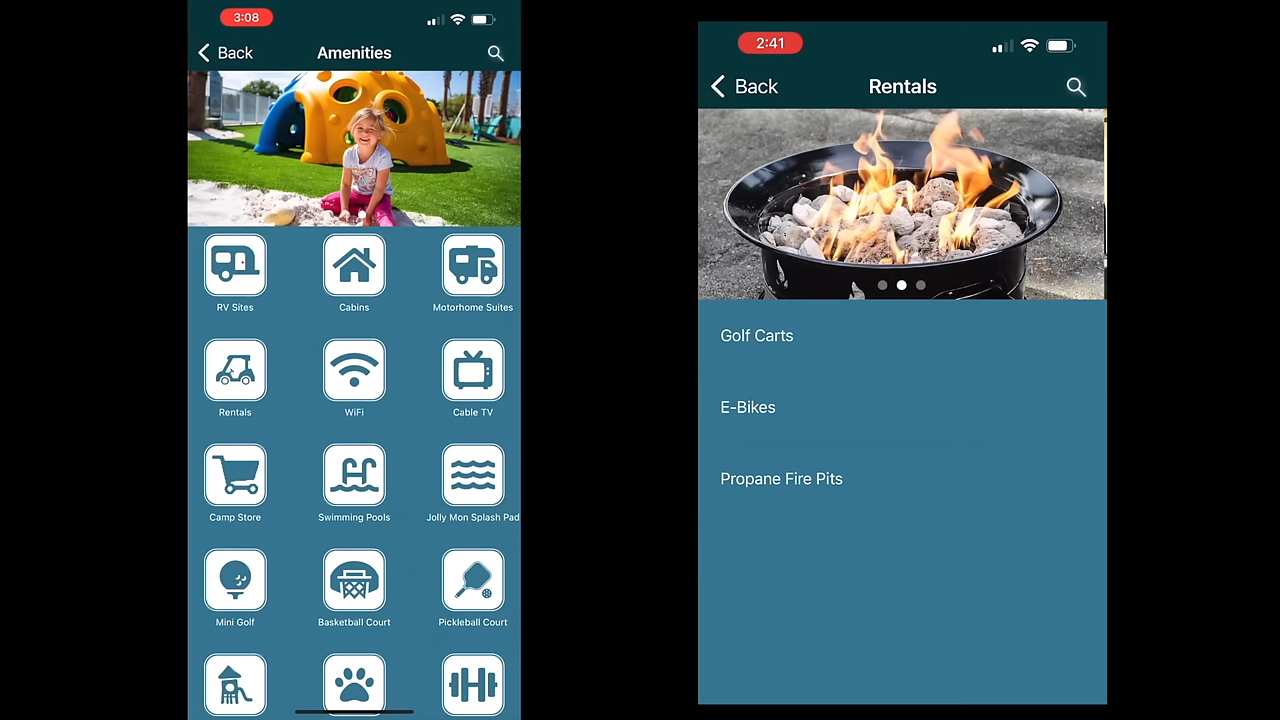 3:08
Back
Amenities
RV Sites
Cabins
Motorhome Suites
Rentals
WiFi
Cable TV
Camp Store
Swimming Pools
Jolly Mon Splash Pad
Mini Golf
Basketball Court
Pickleball Court
2:41
Back
Rentals
Golf Carts
E-Bikes
Propane Fire Pits